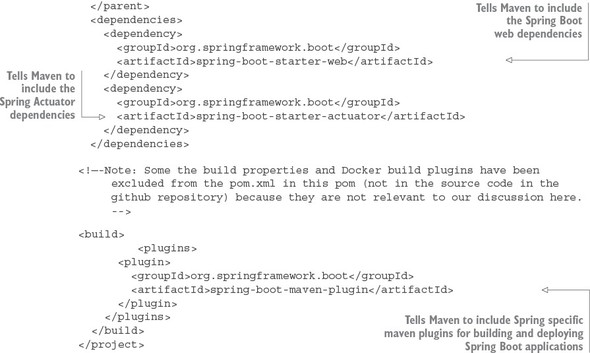 </parent>
<dependencies>
<dependency>
<groupId>org.springframework.boot</groupId>
<artifactId>spring-boot-starter-web</artifactId>
</dependency>
<dependency>
<groupId>org.springframework.boot</groupId>
<artifactId>spring-boot-starter-actuator</artifactId>
</dependency>
</dependencies>
Tells Maven to include
the Spring Boot
web dependencies
Tells Maven to
include the
Spring Actuator
dependencies
<!--Note: Some the build properties and Docker build plugins have been
excluded from the pom.xml in this pom (not in the source code in the
github repository) because they are not relevant to our discussion here.
-->
<build>
<plugins>
<plugin>
<groupId>org.springframework.boot</groupId>
<artifactId>spring-boot-maven-plugin</artifactId>
</plugin>
</plugins>
</build>
</project>
Tells Maven to include Spring specific
maven plugins for building and deploying
Spring Boot applications